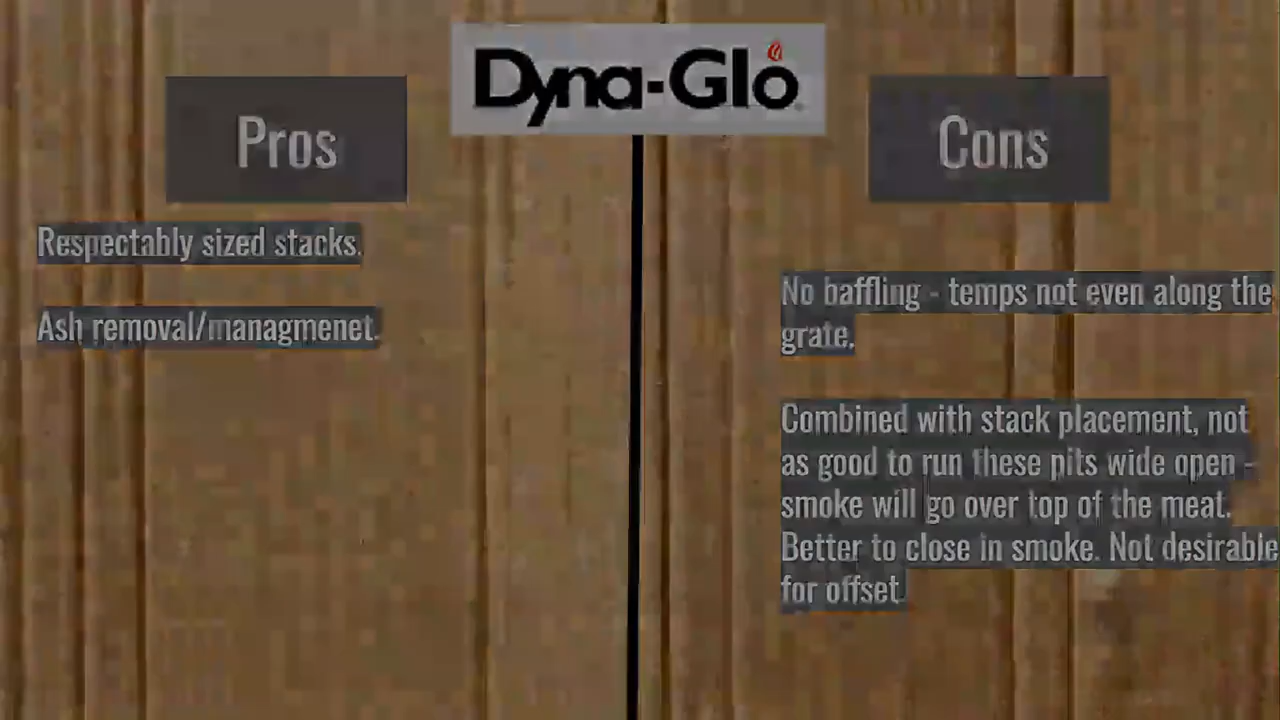 Dyna-Glo
Pros
Cons
Respectably sized stacks.
Ash removal/managmenet.
No baffling - temps not even along the
grate.
Combined with stack placement, not
as good to run these pits wide open -
smoke will go over top of the meat.
Better to close in smoke. Not desirable
for offset.